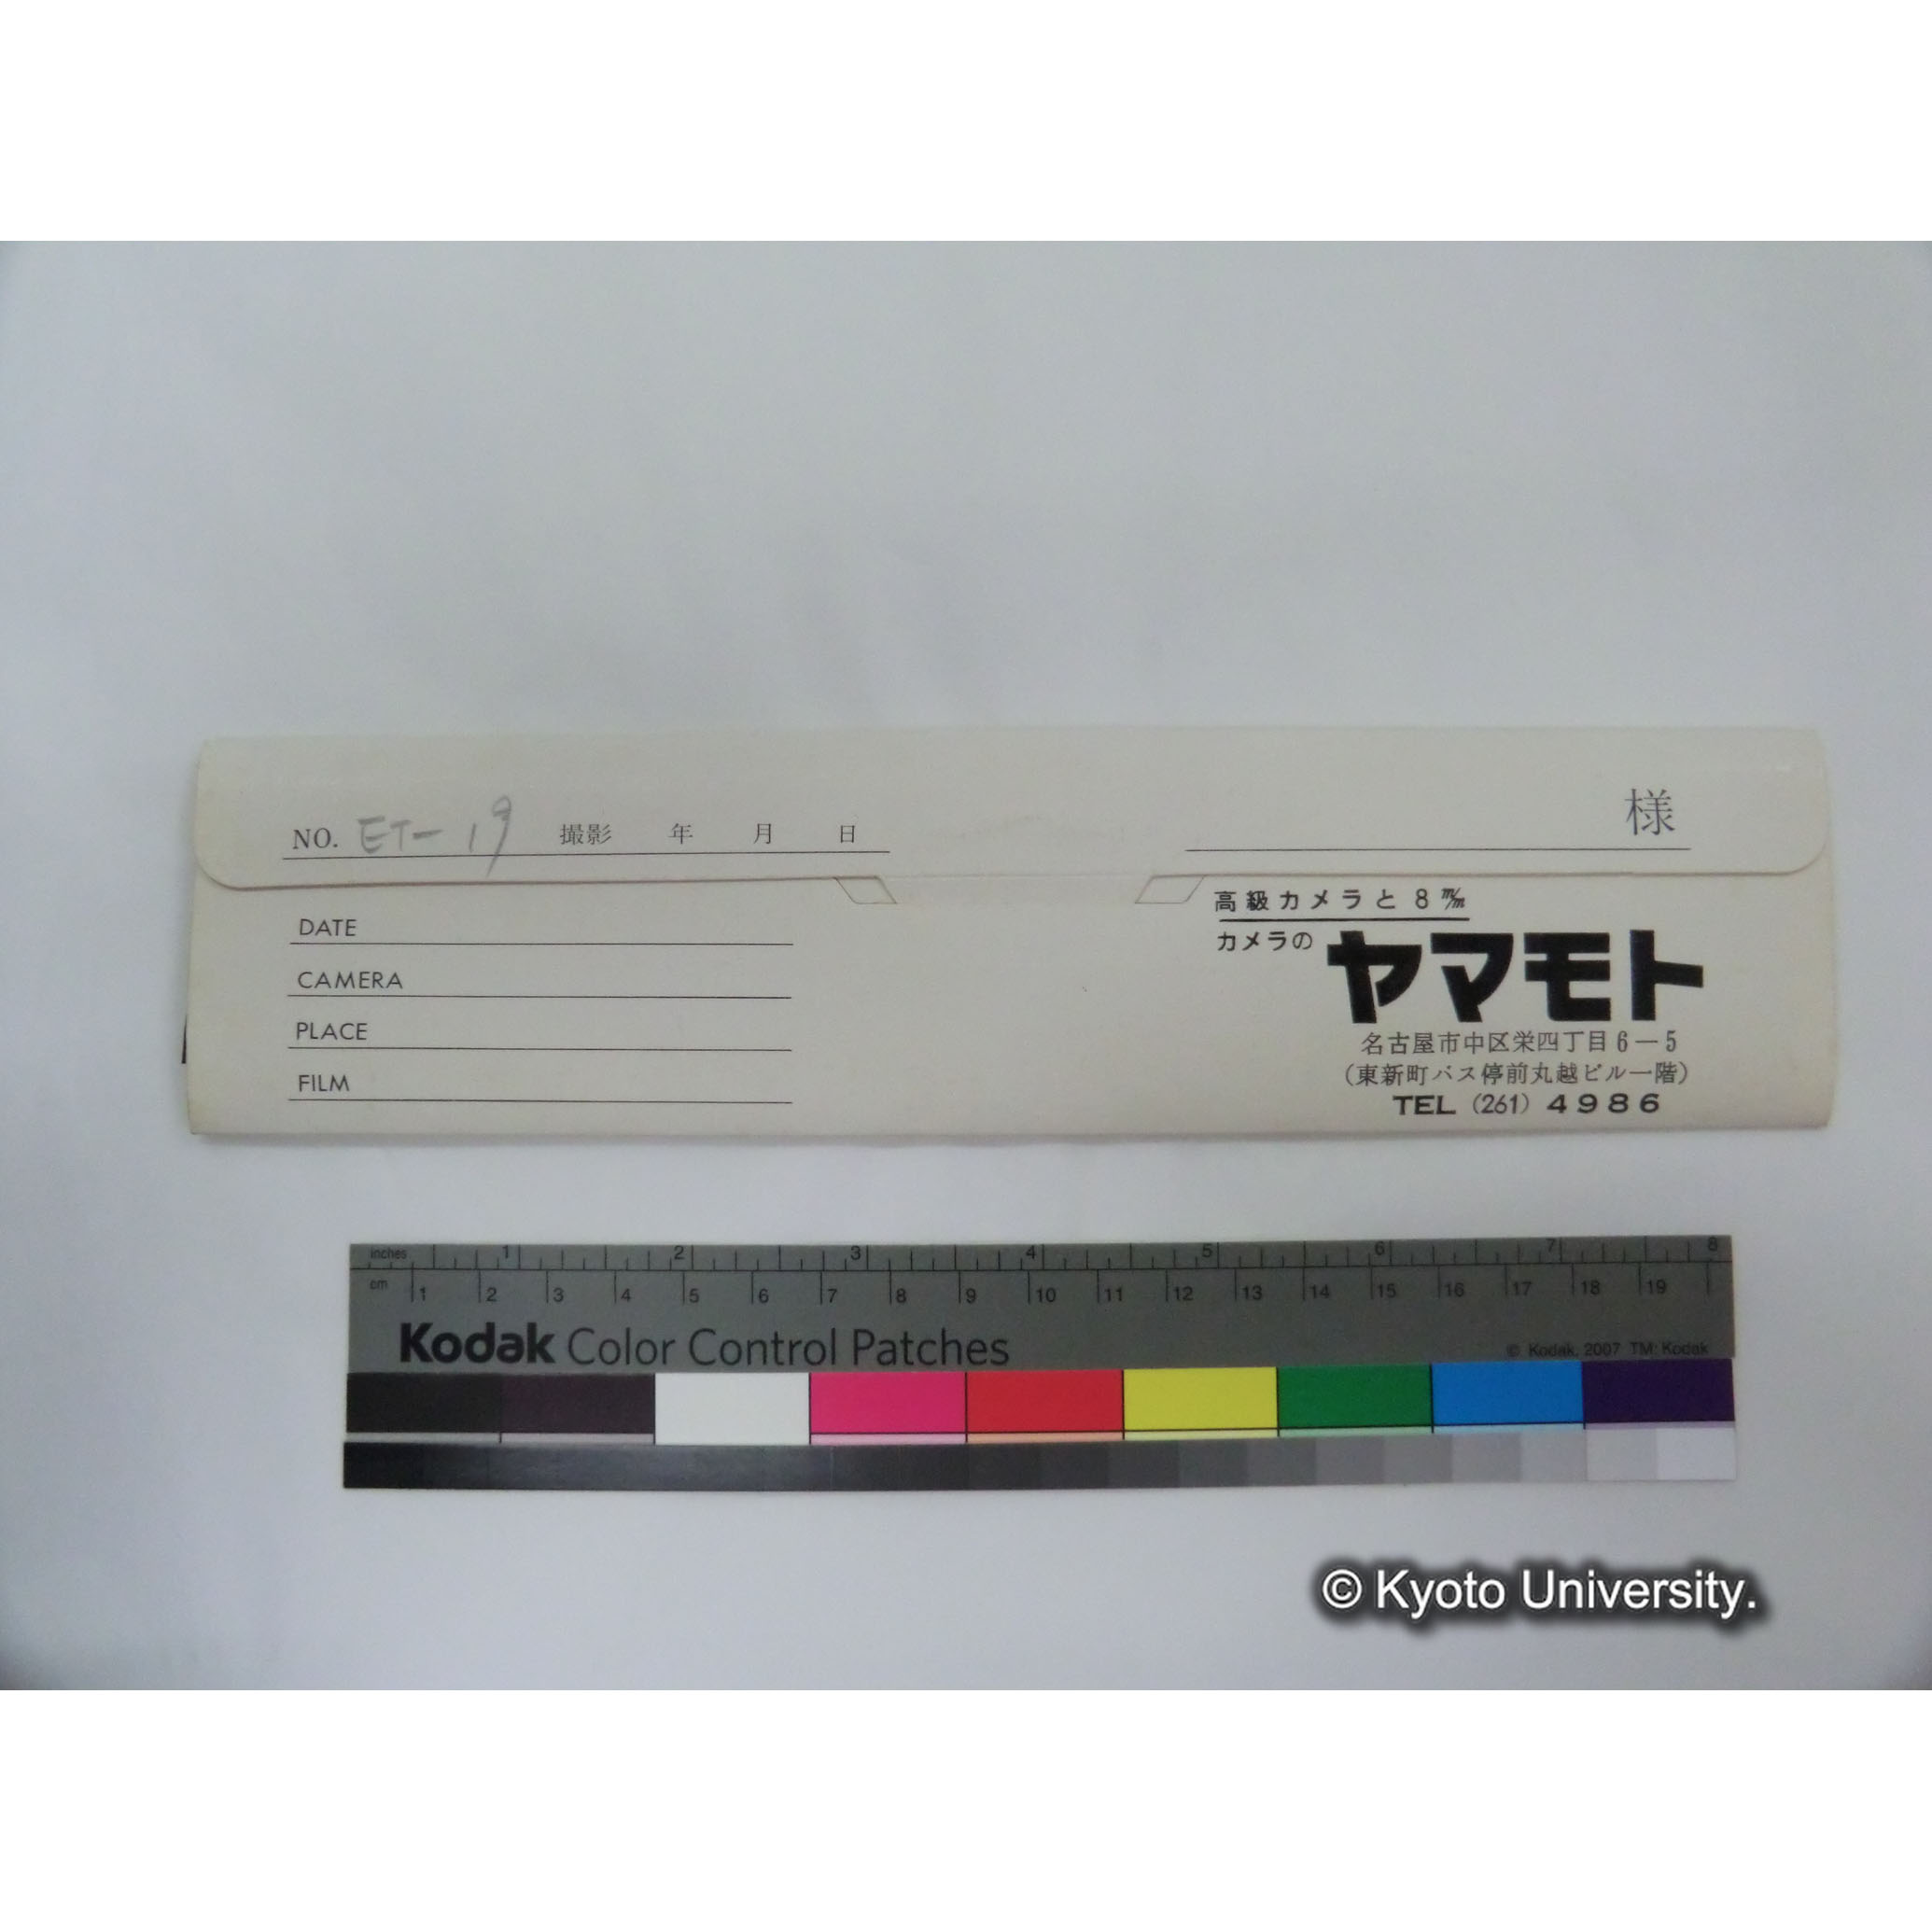 NO. ET-19 撮影 年 月 日
様
DATE
CAMERA
PLACE
FILM
高級カメラと8m/m
カメラのヤマモト
名古屋市中区栄四丁目6-5
(東新町バス停前丸越ビル一階)
TEL (261) 4986
inches 1 2 3 4 5 6 7 8
cm 1 2 3 4 5 6 7 8 9 10 11 12 13 14 15 16 17 18 19
Kodak Color Control Patches
© Kodak, 2007 TM: Kodak
© Kyoto University.